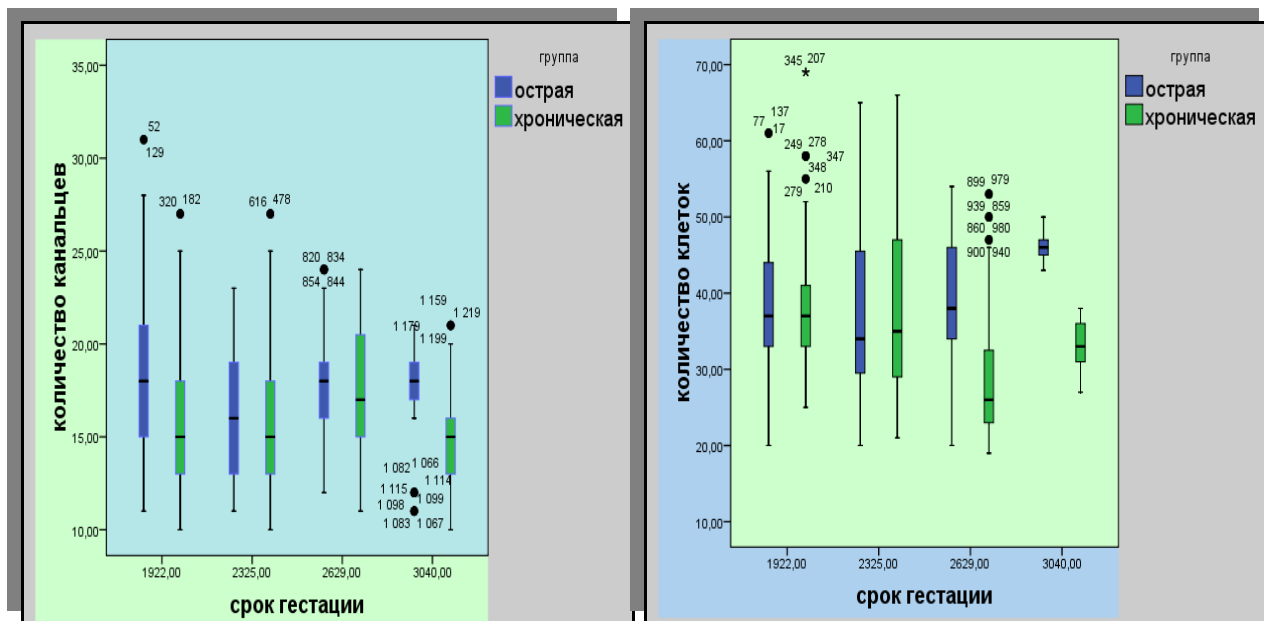 группа
острая
хроническая
количество канальцев
35,00
30,00
25,00
20,00
15,00
10,00
52
129
320 182
616 478
820 834
854 844
1 159
1 219
1 179
1 199
1 082 1 066
1 114
1 115
1 099
1 098
1 083 1 067
1922,00 2325,00 2629,00 3040,00
срок гестации
группа
острая
хроническая
количество клеток
70,00
60,00
50,00
40,00
30,00
20,00
10,00
345 207
*
137
77
17
278
249
347
348
279 210
899 979
939 859
860 980
900 940
1922,00 2325,00 2629,00 3040,00
срок гестации